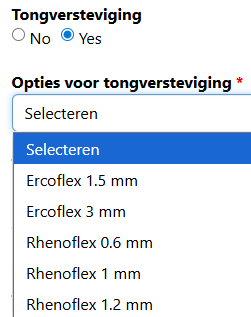 Tongversteviging
No Yes
Opties voor tongversteviging *
Selecteren
Selecteren
Ercoflex 1.5 mm
Ercoflex 3 mm
Rhenoflex 0.6 mm
Rhenoflex 1 mm
Rhenoflex 1.2 mm